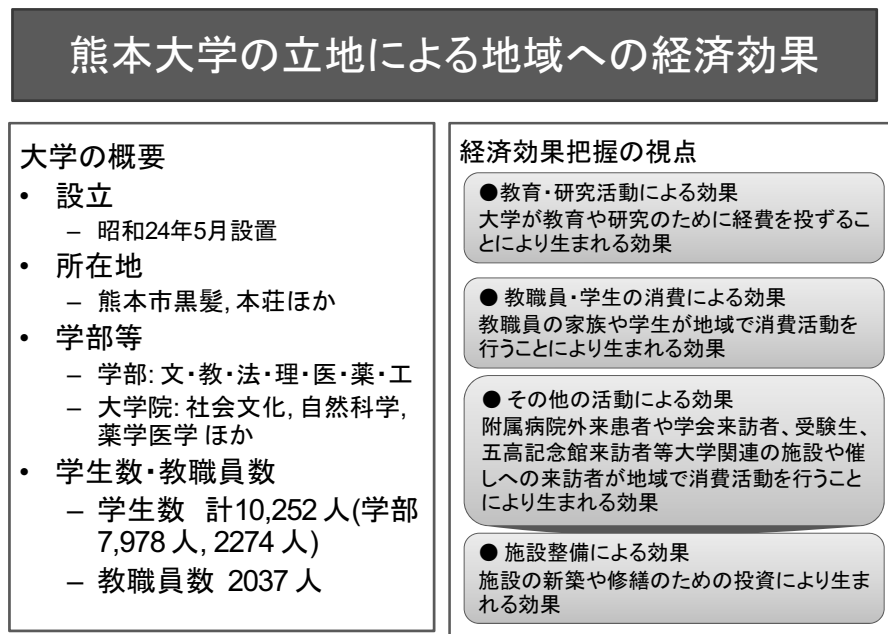 熊本大学の立地による地域への経済効果
大学の概要
• 設立
– 昭和24年5月設置
• 所在地
– 熊本市黒髪, 本荘ほか
• 学部等
– 学部: 文・教・法・理・医・薬・工
– 大学院: 社会文化, 自然科学,
薬学医学 ほか
• 学生数・教職員数
– 学生数 計10,252 人(学部
7,978 人, 2274 人)
– 教職員数 2037 人
経済効果把握の視点
●教育・研究活動による効果
大学が教育や研究のために経費を投ずるこ
とにより生まれる効果
● 教職員・学生の消費による効果
教職員の家族や学生が地域で消費活動を
行うことにより生まれる効果
● その他の活動による効果
附属病院外来患者や学会来訪者、受験生、
五高記念館来訪者等大学関連の施設や催
しへの来訪者が地域で消費活動を行うこと
により生まれる効果
● 施設整備による効果
施設の新築や修繕のための投資により生ま
れる効果